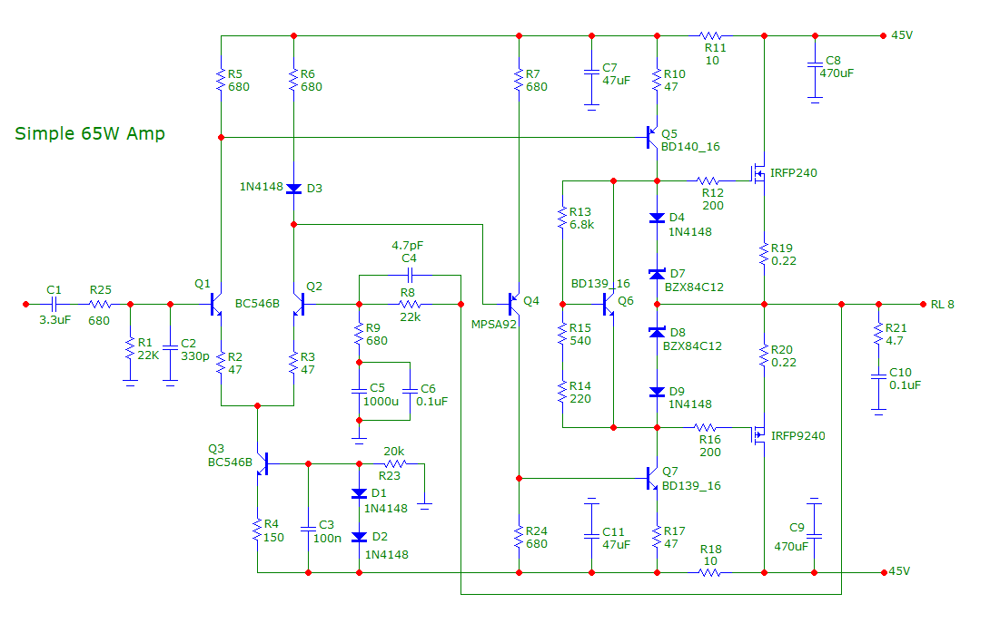 45V
R11
10
C8
470uF
R5
680
R6
680
R7
680
C7
47uF
R10
47
Simple 65W Amp
Q5
BD140_16
IRFP240
1N4148
D3
R12
200
R13
6.8k
D4
1N4148
4.7pF
C4
R19
0.22
D7
BZX84C12
C1
3.3uF
R25
680
Q1
BC546B
Q2
R8
22k
Q4
MPSA92
BD139_16
Q6
RL 8
R1
22K
C2
330p
R2
47
R3
47
R9
680
R15
540
D8
BZX84C12
R20
0.22
R21
4.7
C5
1000u
C6
0.1uF
R14
220
D9
1N4148
C10
0.1uF
Q3
BC546B
20k
R23
R16
200
IRFP9240
Q7
BD139_16
D1
1N4148
R4
150
C3
100n
D2
1N4148
R24
680
C11
47uF
R17
47
R18
10
C9
470uF
45V